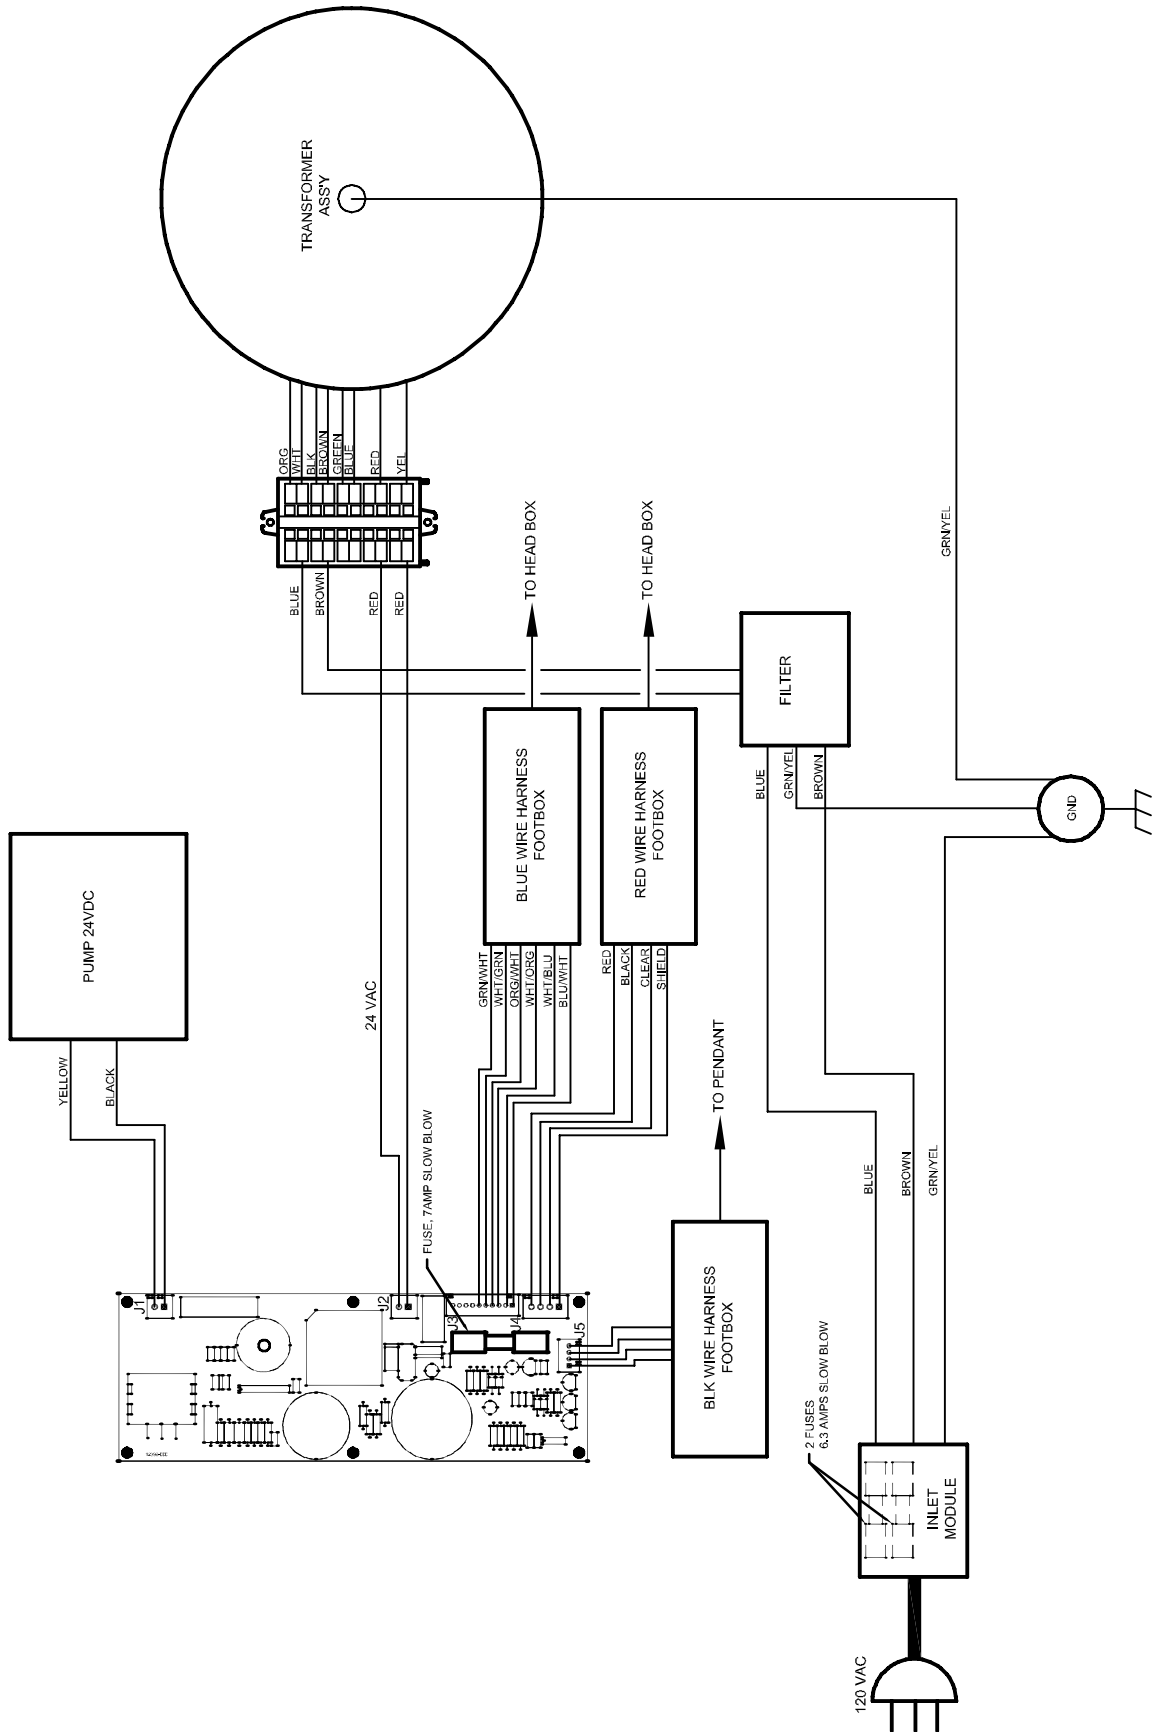 TRANSFORMER
ASS'Y
ORG
WHT
BLK
BROWN
GREEN
BLUE
RED
YEL
BLUE
BROWN
RED
RED
TO HEAD BOX
TO HEAD BOX
GRN/YEL
FILTER
BLUE
GRN/YEL
BROWN
GND
PUMP 24VDC
YELLOW
BLACK
24 VAC
BLUE WIRE HARNESS
FOOTBOX
RED WIRE HARNESS
FOOTBOX
GRN/WHT
WHT/GRN
ORG/WHT
WHT/ORG
WHT/BLU
BLU/WHT
RED
BLACK
CLEAR
SHIELD
TO PENDANT
FUSE, 7AMP SLOW BLOW
J1
J2
J3
J4
J5
BLK WIRE HARNESS
FOOTBOX
BLUE
BROWN
GRN/YEL
2 FUSES
6.3 AMPS SLOW BLOW
INLET
MODULE
120 VAC